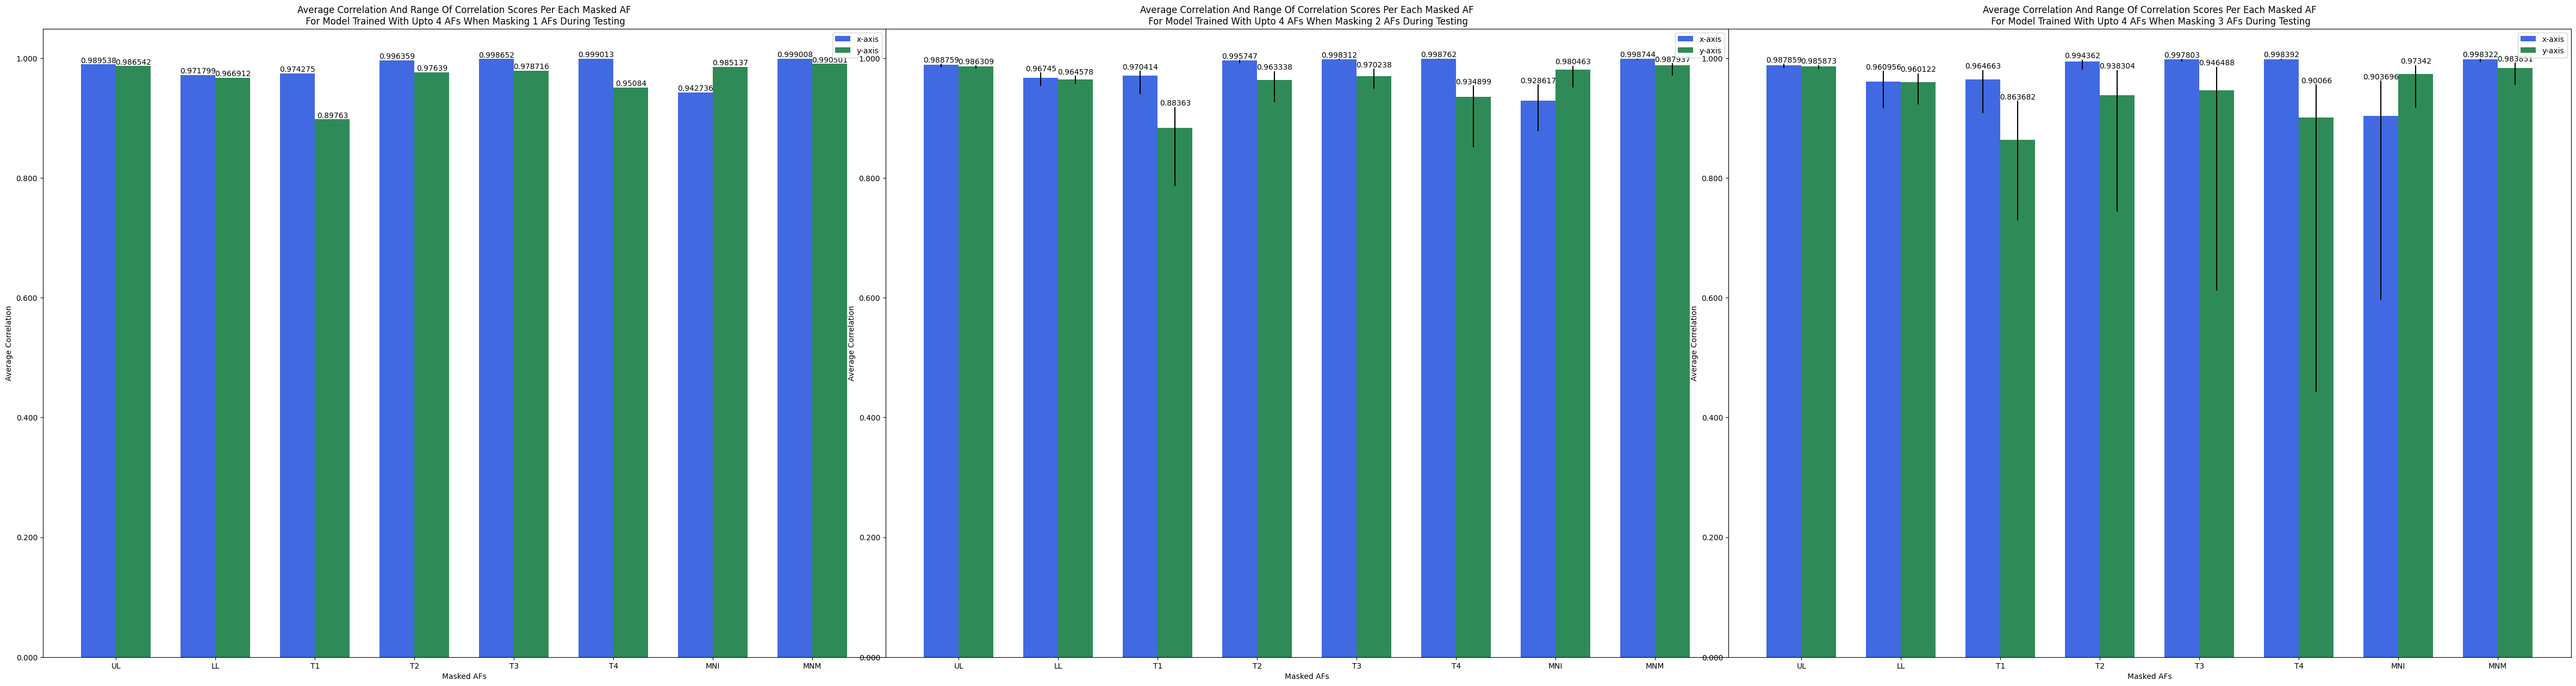 Average Correlation And Range Of Correlation Scores Per Each Masked AF
For Model Trained With Upto 4 AFs When Masking 1 AFs During Testing
x-axis
y-axis
1.000
0.800
0.600
0.400
0.200
0.000
Average Correlation
0.989538
0.986542
0.971799
0.966912
0.974275
0.89763
0.996359
0.97639
0.998652
0.978716
0.999013
0.95084
0.942736
0.985137
0.999008
0.990501
UL
LL
T1
T2
T3
T4
MNI
MNM
Masked AFs
Average Correlation And Range Of Correlation Scores Per Each Masked AF
For Model Trained With Upto 4 AFs When Masking 2 AFs During Testing
x-axis
y-axis
1.000
0.800
0.600
0.400
0.200
0.000
Average Correlation
0.988759
0.986309
0.96745
0.964578
0.970414
0.88363
0.995747
0.963338
0.998312
0.970238
0.998762
0.934899
0.928617
0.980463
0.998744
0.987937
UL
LL
T1
T2
T3
T4
MNI
MNM
Masked AFs
Average Correlation And Range Of Correlation Scores Per Each Masked AF
For Model Trained With Upto 4 AFs When Masking 3 AFs During Testing
x-axis
y-axis
1.000
0.800
0.600
0.400
0.200
0.000
Average Correlation
0.987859
0.985873
0.960956
0.960122
0.964663
0.863682
0.994362
0.938304
0.997803
0.946488
0.998392
0.90066
0.903696
0.97342
0.998322
0.983851
UL
LL
T1
T2
T3
T4
MNI
MNM
Masked AFs